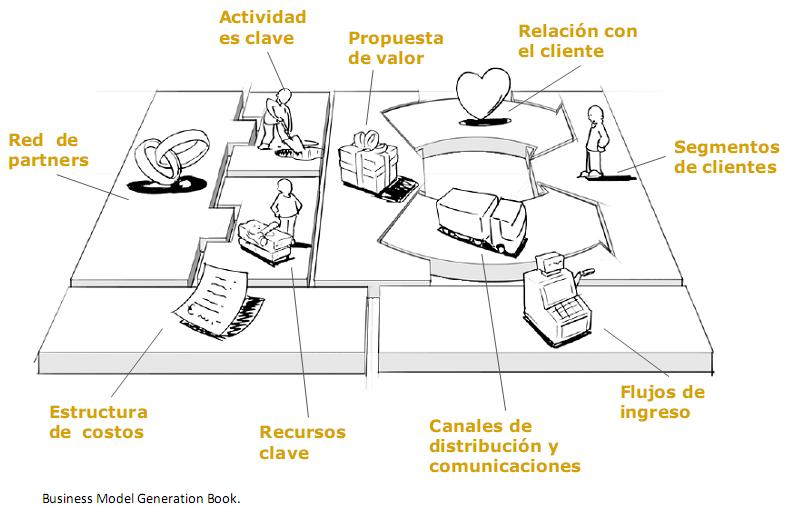 Actividad
es clave
Propuesta
de valor
Relación con
el cliente
Red de
partners
Segmentos
de clientes
Estructura
de costos
Recursos
clave
Canales de
distribución y
comunicaciones
Flujos de
ingreso
Business Model Generation Book.